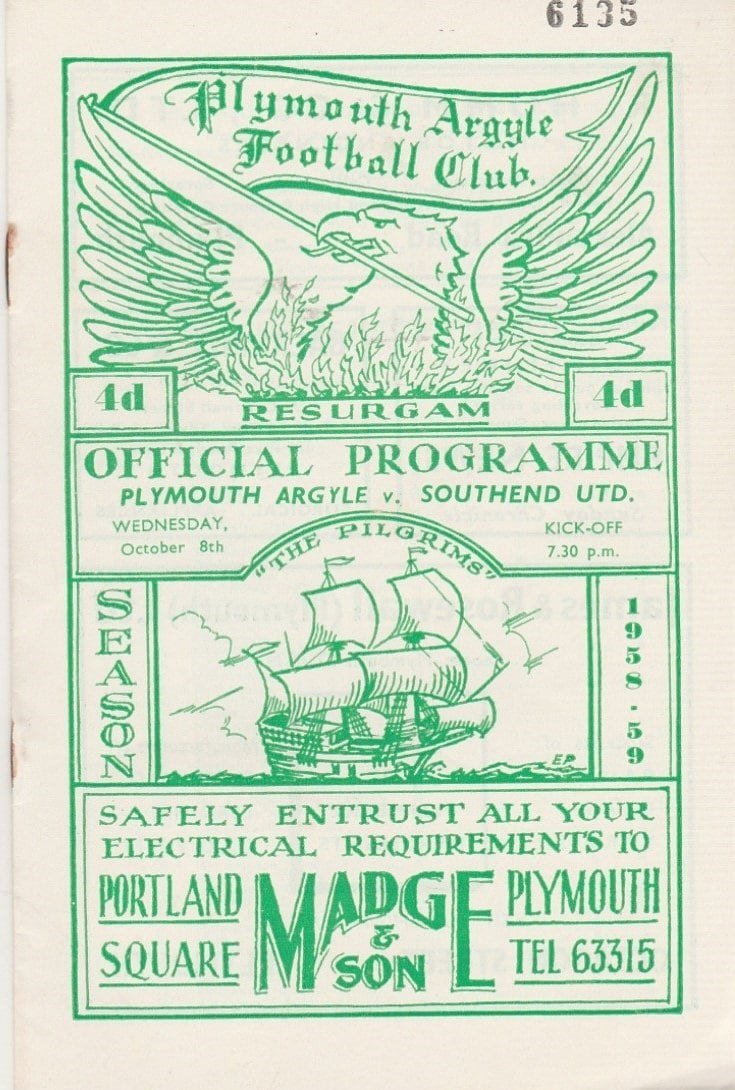 6135
Plymouth Argyle
Football Club.
4d
4d
RESURGAM
OFFICIAL PROGRAMME
PLYMOUTH ARGYLE v. SOUTHEND UTD.
WEDNESDAY,
October 8th
KICK-OFF
7.30 p.m.
"THE PILGRIMS"
SEASON
1958-59
EP
SAFELY ENTRUST ALL YOUR
ELECTRICAL REQUIREMENTS TO
PORTLAND
SQUARE
MADGE
&
SON
PLYMOUTH
TEL 63315